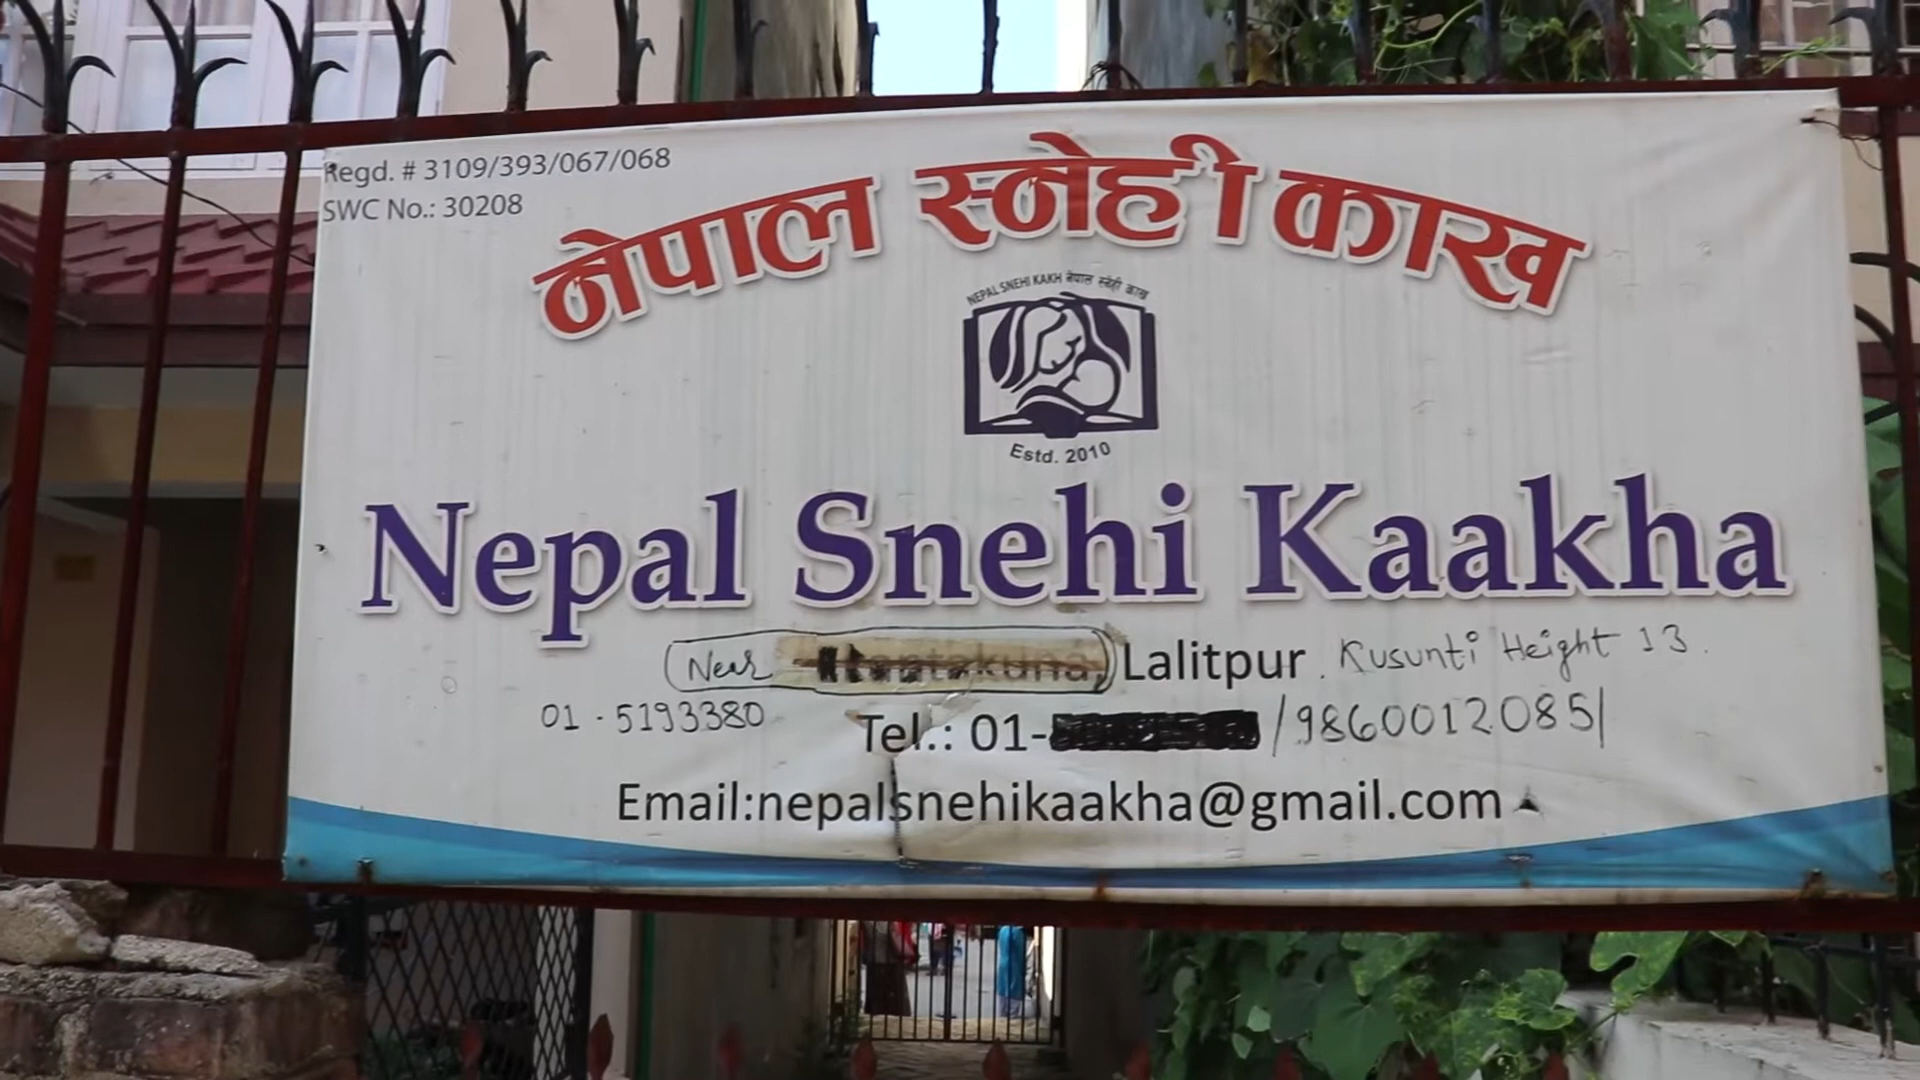 Regd. # 3109/393/067/068
SWC No.: 30208
नेपाल स्नेही काख
NEPAL SNEHI KAKH नेपाल स्नेही काख
Estd. 2010
Nepal Snehi Kaakha
Near Lalitpur. Kusunti Height 13.
01-5193380 Tel.: 01- /9860012085/
Email:nepalsnehikaakha@gmail.com